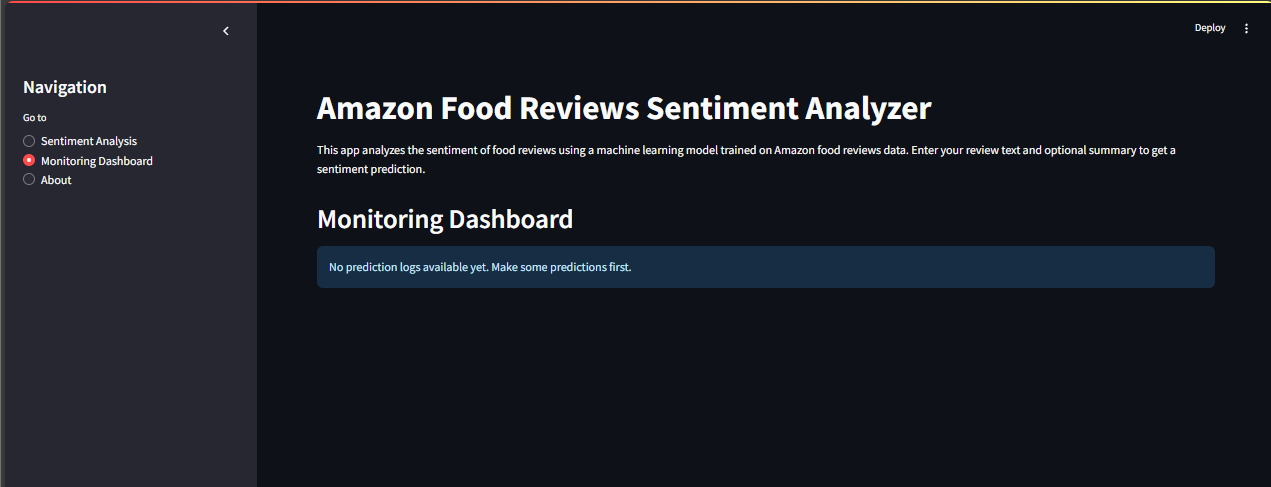 Deploy
Navigation
Go to
Sentiment Analysis
Monitoring Dashboard
About
Amazon Food Reviews Sentiment Analyzer
This app analyzes the sentiment of food reviews using a machine learning model trained on Amazon food reviews data. Enter your review text and optional summary to get a
sentiment prediction.
Monitoring Dashboard
No prediction logs available yet. Make some predictions first.